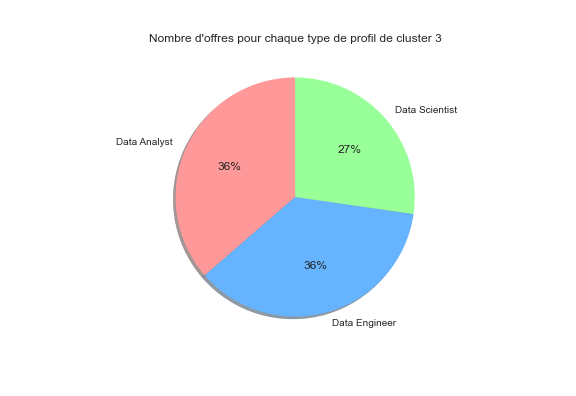 Nombre d'offres pour chaque type de profil de cluster 3
Data Scientist
Data Analyst
27%
36%
36%
Data Engineer